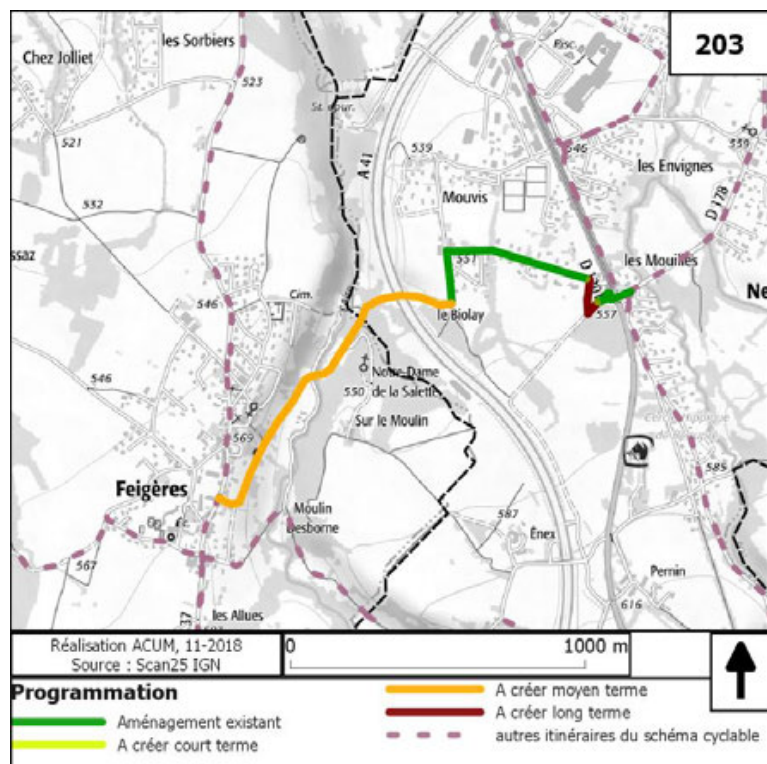 203
les Sorbiers
Chez Jolliet
523
521
532
A 41
539
546
les Envignes
559
D 178
Mouvis
551
les Mouilles
557
le Biolay
546
Cim.
Notre-Dame
de la Salette
550
Sur le Moulin
546
569
Feigères
Moulin
Desborne
587
Énex
585
Perrin
616
567
les Allues
37
Réalisation ACUM, 11-2018
Source : Scan25 IGN
0
1000 m
Programmation
Aménagement existant
A créer court terme
A créer moyen terme
A créer long terme
autres itinéraires du schéma cyclable